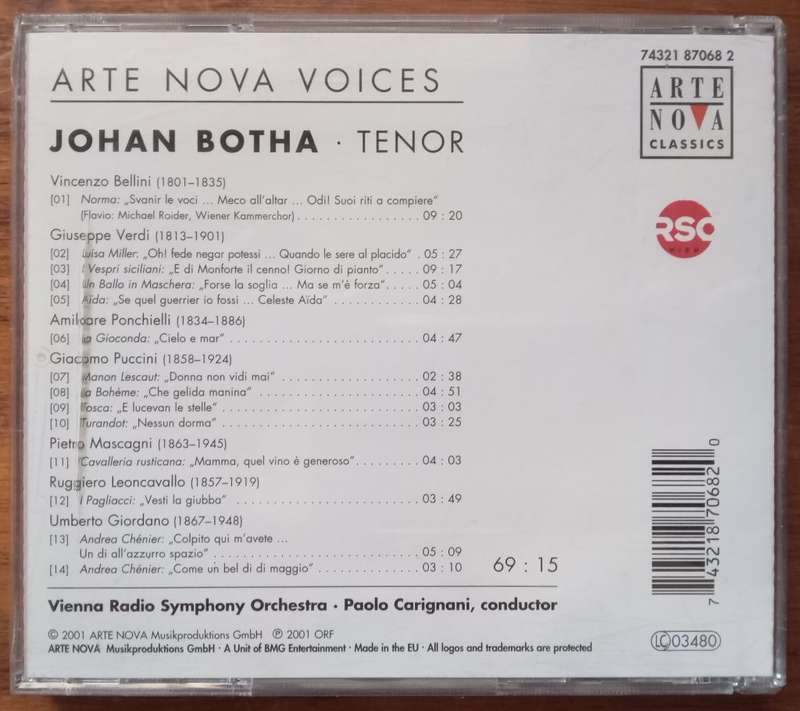 74321 87068 2
ARTE NOVA VOICES
ARTE
NOVA
CLASSICS
JOHAN BOTHA · TENOR
RSO
WIEN
Vincenzo Bellini (1801–1835)
[01] Norma: „Svanir le voci ... Meco all'altar ... Odi! Suoi riti a compiere“
(Flavio: Michael Roider, Wiener Kammerchor) . . . . . . . . . . . . . . . . . 09 : 20
Giuseppe Verdi (1813–1901)
[02] Luisa Miller: „Oh! fede negar potessi ... Quando le sere al placido“ . 05 : 27
[03] I Vespri siciliani: „E di Monforte il cenno! Giorno di pianto“ . . . . . . 09 : 17
[04] Un Ballo in Maschera: „Forse la soglia ... Ma se m'è forza“ . . . . . . 05 : 04
[05] Aïda: „Se quel guerrier io fossi ... Celeste Aïda“ . . . . . . . . . . . . . 04 : 28
Amilcare Ponchielli (1834–1886)
[06] La Gioconda: „Cielo e mar“ . . . . . . . . . . . . . . . . . . . . . . . . . . 04 : 47
Giacomo Puccini (1858–1924)
[07] Manon Lescaut: „Donna non vidi mai“ . . . . . . . . . . . . . . . . . . . 02 : 38
[08] La Bohème: „Che gelida manina“ . . . . . . . . . . . . . . . . . . . . . . 04 : 51
[09] Tosca: „E lucevan le stelle“ . . . . . . . . . . . . . . . . . . . . . . . . . . . 03 : 03
[10] Turandot: „Nessun dorma“ . . . . . . . . . . . . . . . . . . . . . . . . . . . 03 : 25
Pietro Mascagni (1863–1945)
[11] Cavalleria rusticana: „Mamma, quel vino è generoso“ . . . . . . . . . 04 : 03
Ruggiero Leoncavallo (1857–1919)
[12] I Pagliacci: „Vesti la giubba“ . . . . . . . . . . . . . . . . . . . . . . . . . 03 : 49
Umberto Giordano (1867–1948)
[13] Andrea Chénier: „Colpito qui m'avete ...
Un di all'azzurro spazio“ . . . . . . . . . . . . . . . . . . . . . . . . . . . . 05 : 09
[14] Andrea Chénier: „Come un bel di di maggio“ . . . . . . . . . . . . . . 03 : 10
69 : 15
Vienna Radio Symphony Orchestra · Paolo Carignani, conductor
© 2001 ARTE NOVA Musikproduktions GmbH ℗ 2001 ORF
ARTE NOVA Musikproduktions GmbH · A Unit of BMG Entertainment · Made in the EU · All logos and trademarks are protected
7 43218 70682 0
LC 03480